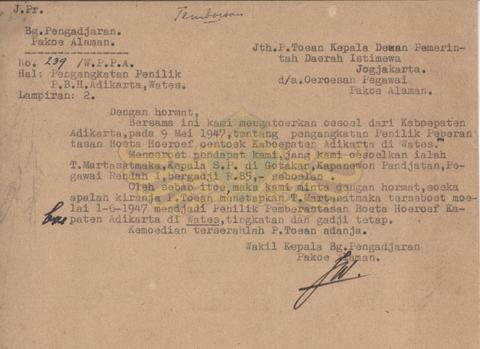 J.Pr.
Tembusan
Bg.Pengadjaran.
Pakoe Alaman.
No. 239 /W.P.P.A.
Hal: Pengangkatan Penilik
P.B.H.Adikarta,Wates.
Lampiran: 2.
Jth.P.Toean Kepala Dewan Pemerin-
tah Daerah Istimewa
Jogjakarta.
d/a.Oeroesan Pegawai
Pakoe Alaman.
Dengan hormat,
Bersama ini kami mengatoerkan oesoel dari Kaboepaten
Adikarta,pada 9 Mei 1947,tentang pengangkatan Penilik Peberan
tasan Boeta Hoeroef oentoek Kaboepaten Adikarta di Wates.
Menoeroet pendapat kami,jang kami oesoelkan ialah
T.Martasatmaka,Kepala S.P. di Gotakan,Kapanewon Pandjatan,Pe-
gawai Rendah I,bergadji R.85,- seboelan.
Oleh sebab itoe,maka kami minta dengan hormat,soeka
apalah kiranja P.Toean menetapkan T.Martasatmaka terseboet moe-
lai 1-6-1947 mendjadi Penilik Pemberantasan Boeta Hoeroef Ka-
paten Adikarta di Wates,tingkatan dan gadji tetap.
Kemoedian terserahlah P.Toean adanja.
Wakil Kepala Bg.Pengadjaran
Pakoe Alaman.